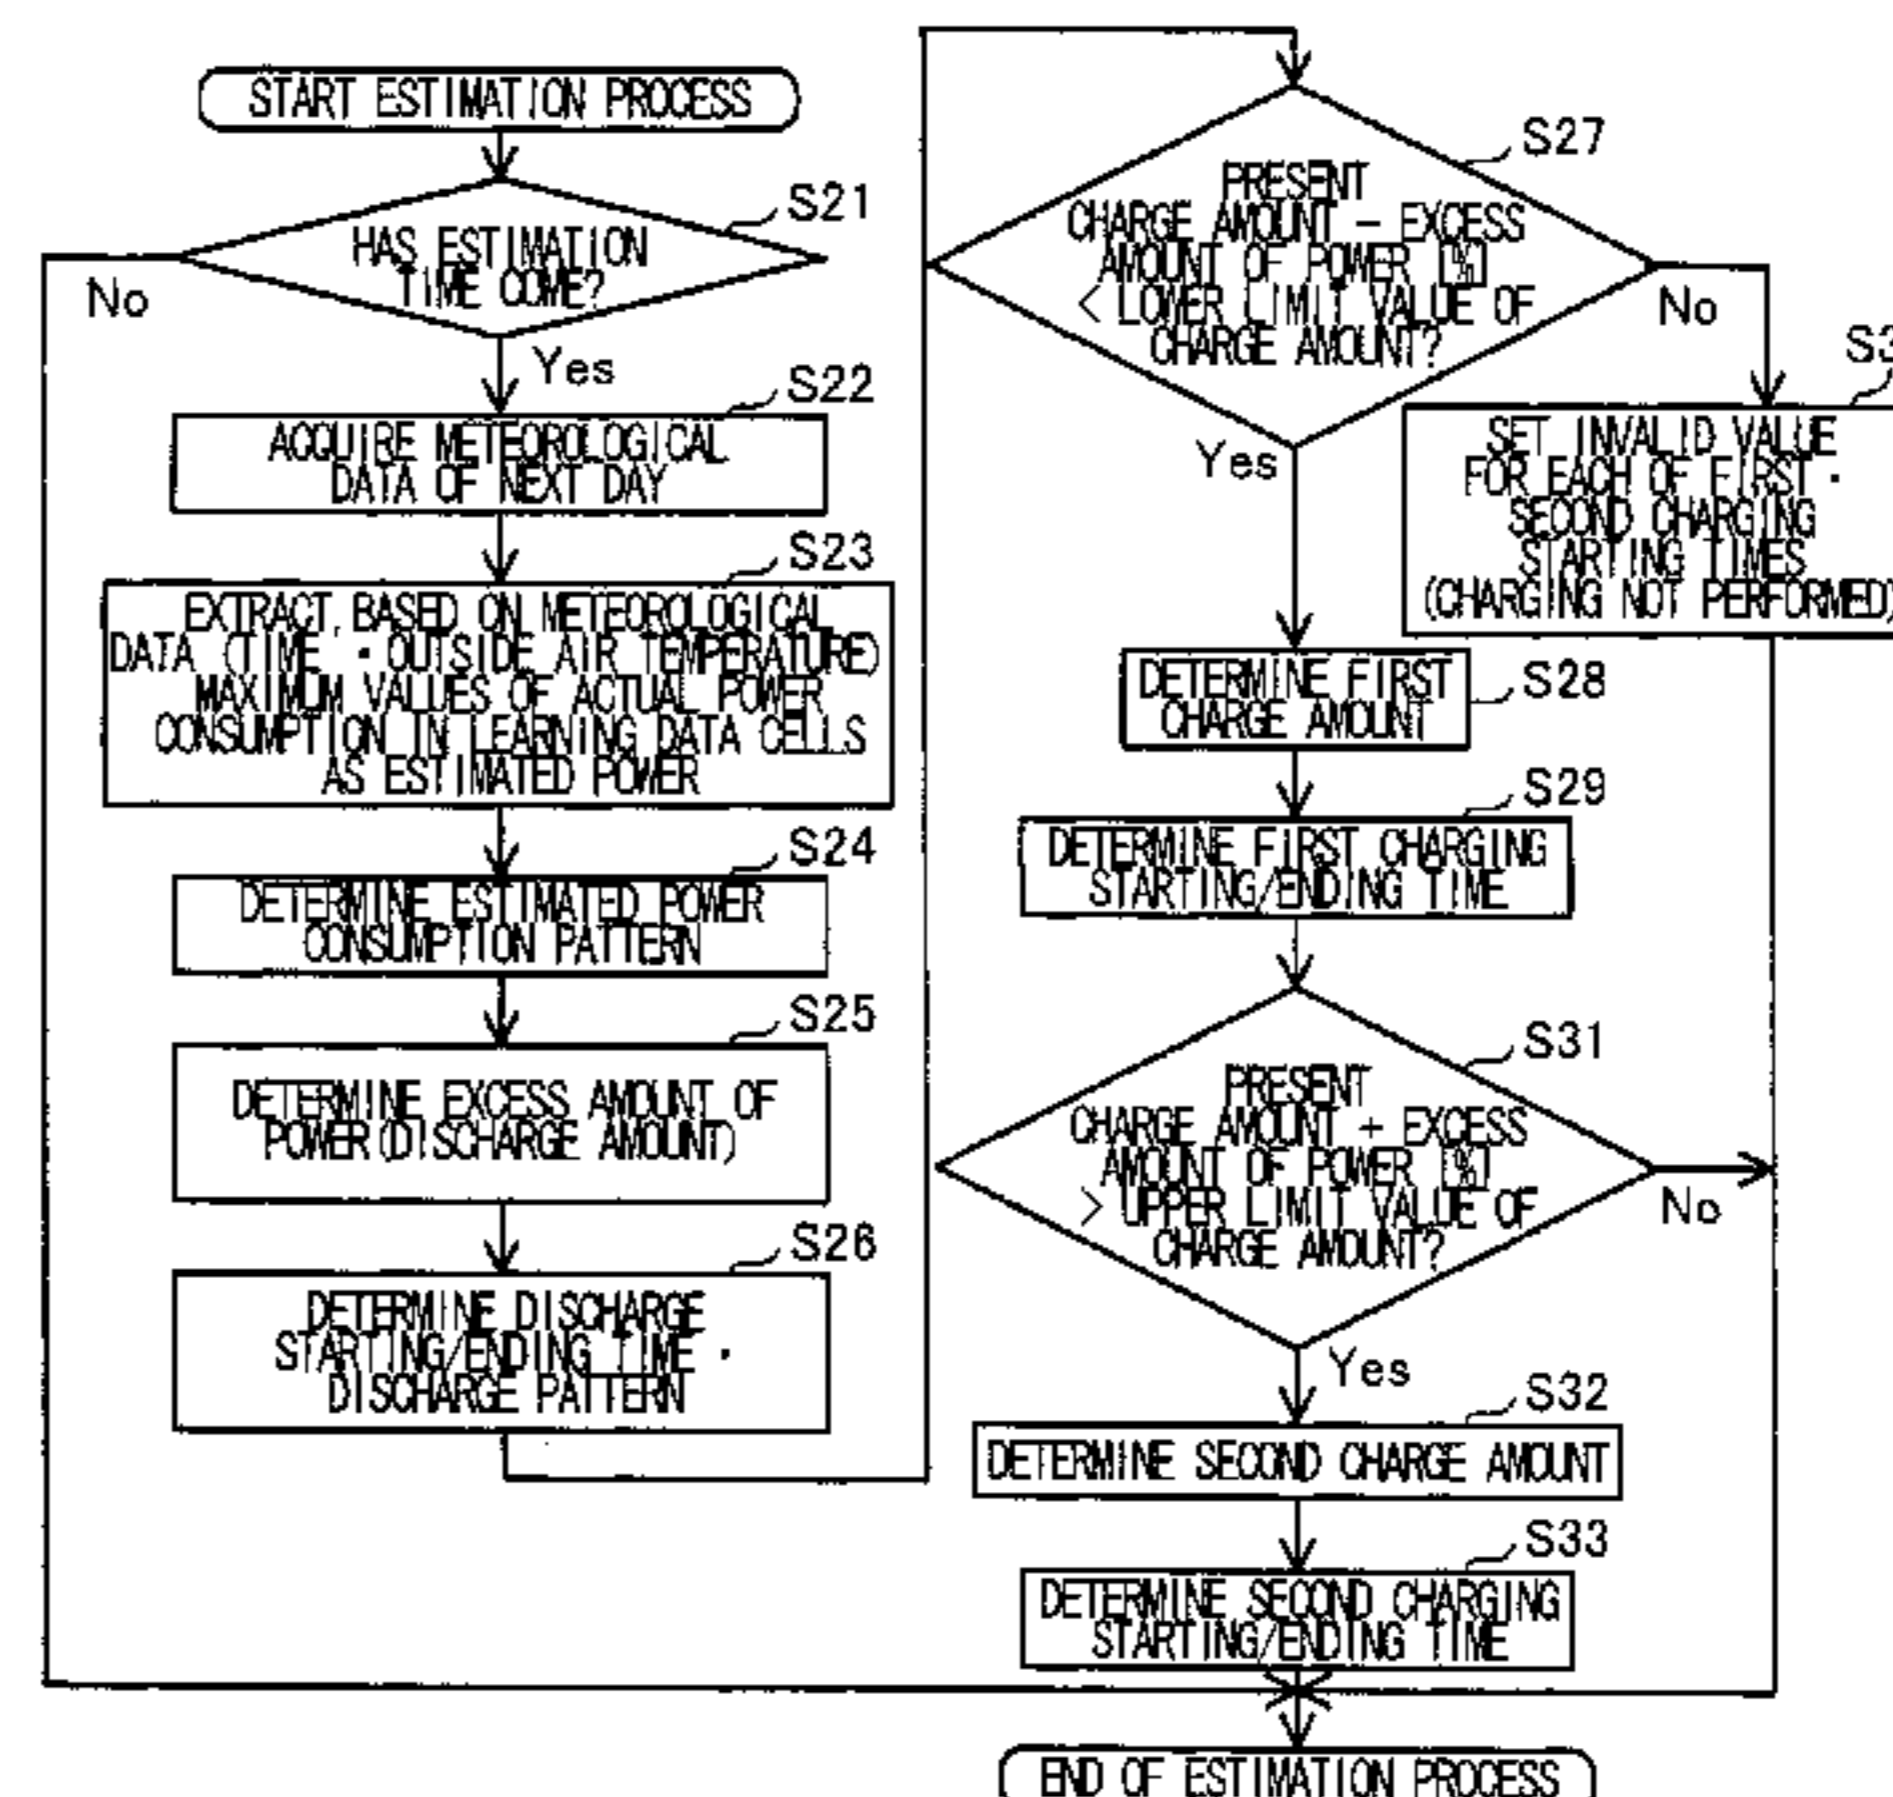 START ESTIMATION PROCESS
S21
HAS ESTIMATION
TIME COME?
No
Yes
S22
ACQUIRE METEOROLOGICAL
DATA OF NEXT DAY
S23
EXTRACT, BASED ON METEOROLOGICAL
DATA (TIME ・OUTSIDE AIR TEMPERATURE)
MAXIMUM VALUES OF ACTUAL POWER
CONSUMPTION IN LEARNING DATA CELLS
AS ESTIMATED POWER
S24
DETERMINE ESTIMATED POWER
CONSUMPTION PATTERN
S25
DETERMINE EXCESS AMOUNT OF
POWER(DISCHARGE AMOUNT)
S26
DETERMINE DISCHARGE
STARTING/ENDING TIME ・
DISCHARGE PATTERN
S27
PRESENT
CHARGE AMOUNT - EXCESS
AMOUNT OF POWER [%]
< LOWER LIMIT VALUE OF
CHARGE AMOUNT?
No
Yes
S3
SET INVALID VALUE
FOR EACH OF FIRST ・
SECOND CHARGING
STARTING TIMES
(CHARGING NOT PERFORMED)
DETERMINE FIRST
CHARGE AMOUNT
S28
S29
DETERMINE FIRST CHARGING
STARTING/ENDING TIME
S31
PRESENT
CHARGE AMOUNT + EXCESS
AMOUNT OF POWER [%]
> UPPER LIMIT VALUE OF
CHARGE AMOUNT?
No
Yes
S32
DETERMINE SECOND CHARGE AMOUNT
S33
DETERMINE SECOND CHARGING
STARTING/ENDING TIME
END OF ESTIMATION PROCESS